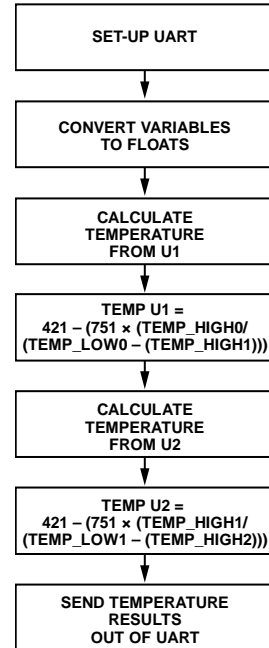 SET-UP UART
CONVERT VARIABLES
TO FLOATS
CALCULATE
TEMPERATURE
FROM U1
TEMP U1 =
421 – (751 × (TEMP_HIGH0/
(TEMP_LOW0 – (TEMP_HIGH1)))
CALCULATE
TEMPERATURE
FROM U2
TEMP U2 =
421 – (751 × (TEMP_HIGH1/
(TEMP_LOW1 – (TEMP_HIGH2)))
SEND TEMPERATURE
RESULTS
OUT OF UART